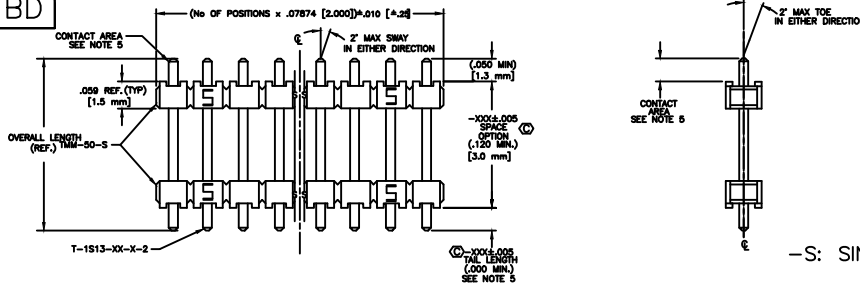 BD
(No OF POSITIONS x .07874 [2.000])±.010 [±.25]
℄
2° MAX SWAY
IN EITHER DIRECTION
CONTACT AREA
SEE NOTE 5
(.050 MIN)
[1.3 mm]
.059 REF.(TYP)
[1.5 mm]
S
S
-XXX±.005
SPACE
OPTION
(.120 MIN.)
[3.0 mm]
C
OVERALL LENGTH
(REF.)
TMM-50-S
S
S
T-1S13-XX-X-2
C
-XXX±.005
TAIL LENGTH
(.000 MIN.)
SEE NOTE 5
2° MAX TOE
IN EITHER DIRECTIO
CONTACT
AREA
SEE NOTE 5
℄
-S: SIN